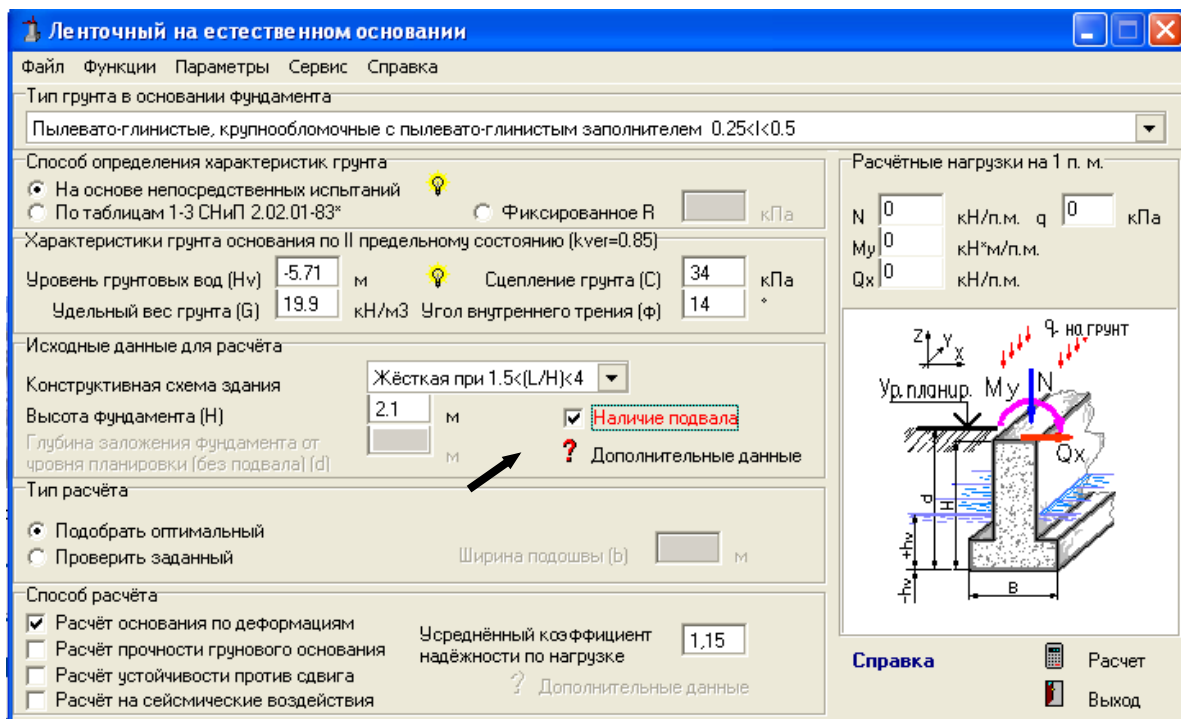 Ленточный на естественном основании
Файл Функции Параметры Сервис Справка
Тип грунта в основании фундамента
Пылевато-глинистые, крупнообломочные с пылевато-глинистым заполнителем 0.25<I<0.5
Способ определения характеристик грунта
На основе непосредственных испытаний
По таблицам 1-3 СНиП 2.02.01-83* Фиксированное R кПа
Характеристики грунта основания по II предельному состоянию (kver=0.85)
Уровень грунтовых вод (Hv) -5.71 м Сцепление грунта (C) 34 кПа
Удельный вес грунта (G) 19.9 кН/м3 Угол внутреннего трения (ф) 14 °
Исходные данные для расчёта
Конструктивная схема здания Жёсткая при 1.5<(L/H)<4
Высота фундамента (H) 2.1 м Наличие подвала
Глубина заложения фундамента от
уровня планировки (без подвала) (d) м ? Дополнительные данные
Тип расчёта
Подобрать оптимальный
Проверить заданный Ширина подошвы (b) м
Способ расчёта
Расчёт основания по деформациям
Расчёт прочности грунового основания
Расчёт устойчивости против сдвига
Расчёт на сейсмические воздействия
Усреднённый коэффициент
надёжности по нагрузке 1,15
? Дополнительные данные
Расчётные нагрузки на 1 п. м.
N 0 кН/п.м. q 0 кПа
My 0 кН*м/п.м.
Qx 0 кН/п.м.
Z Y X
q на грунт
Ур.планир. My N
Qx
d H
+hv
-hv
B
Справка Расчет
Выход